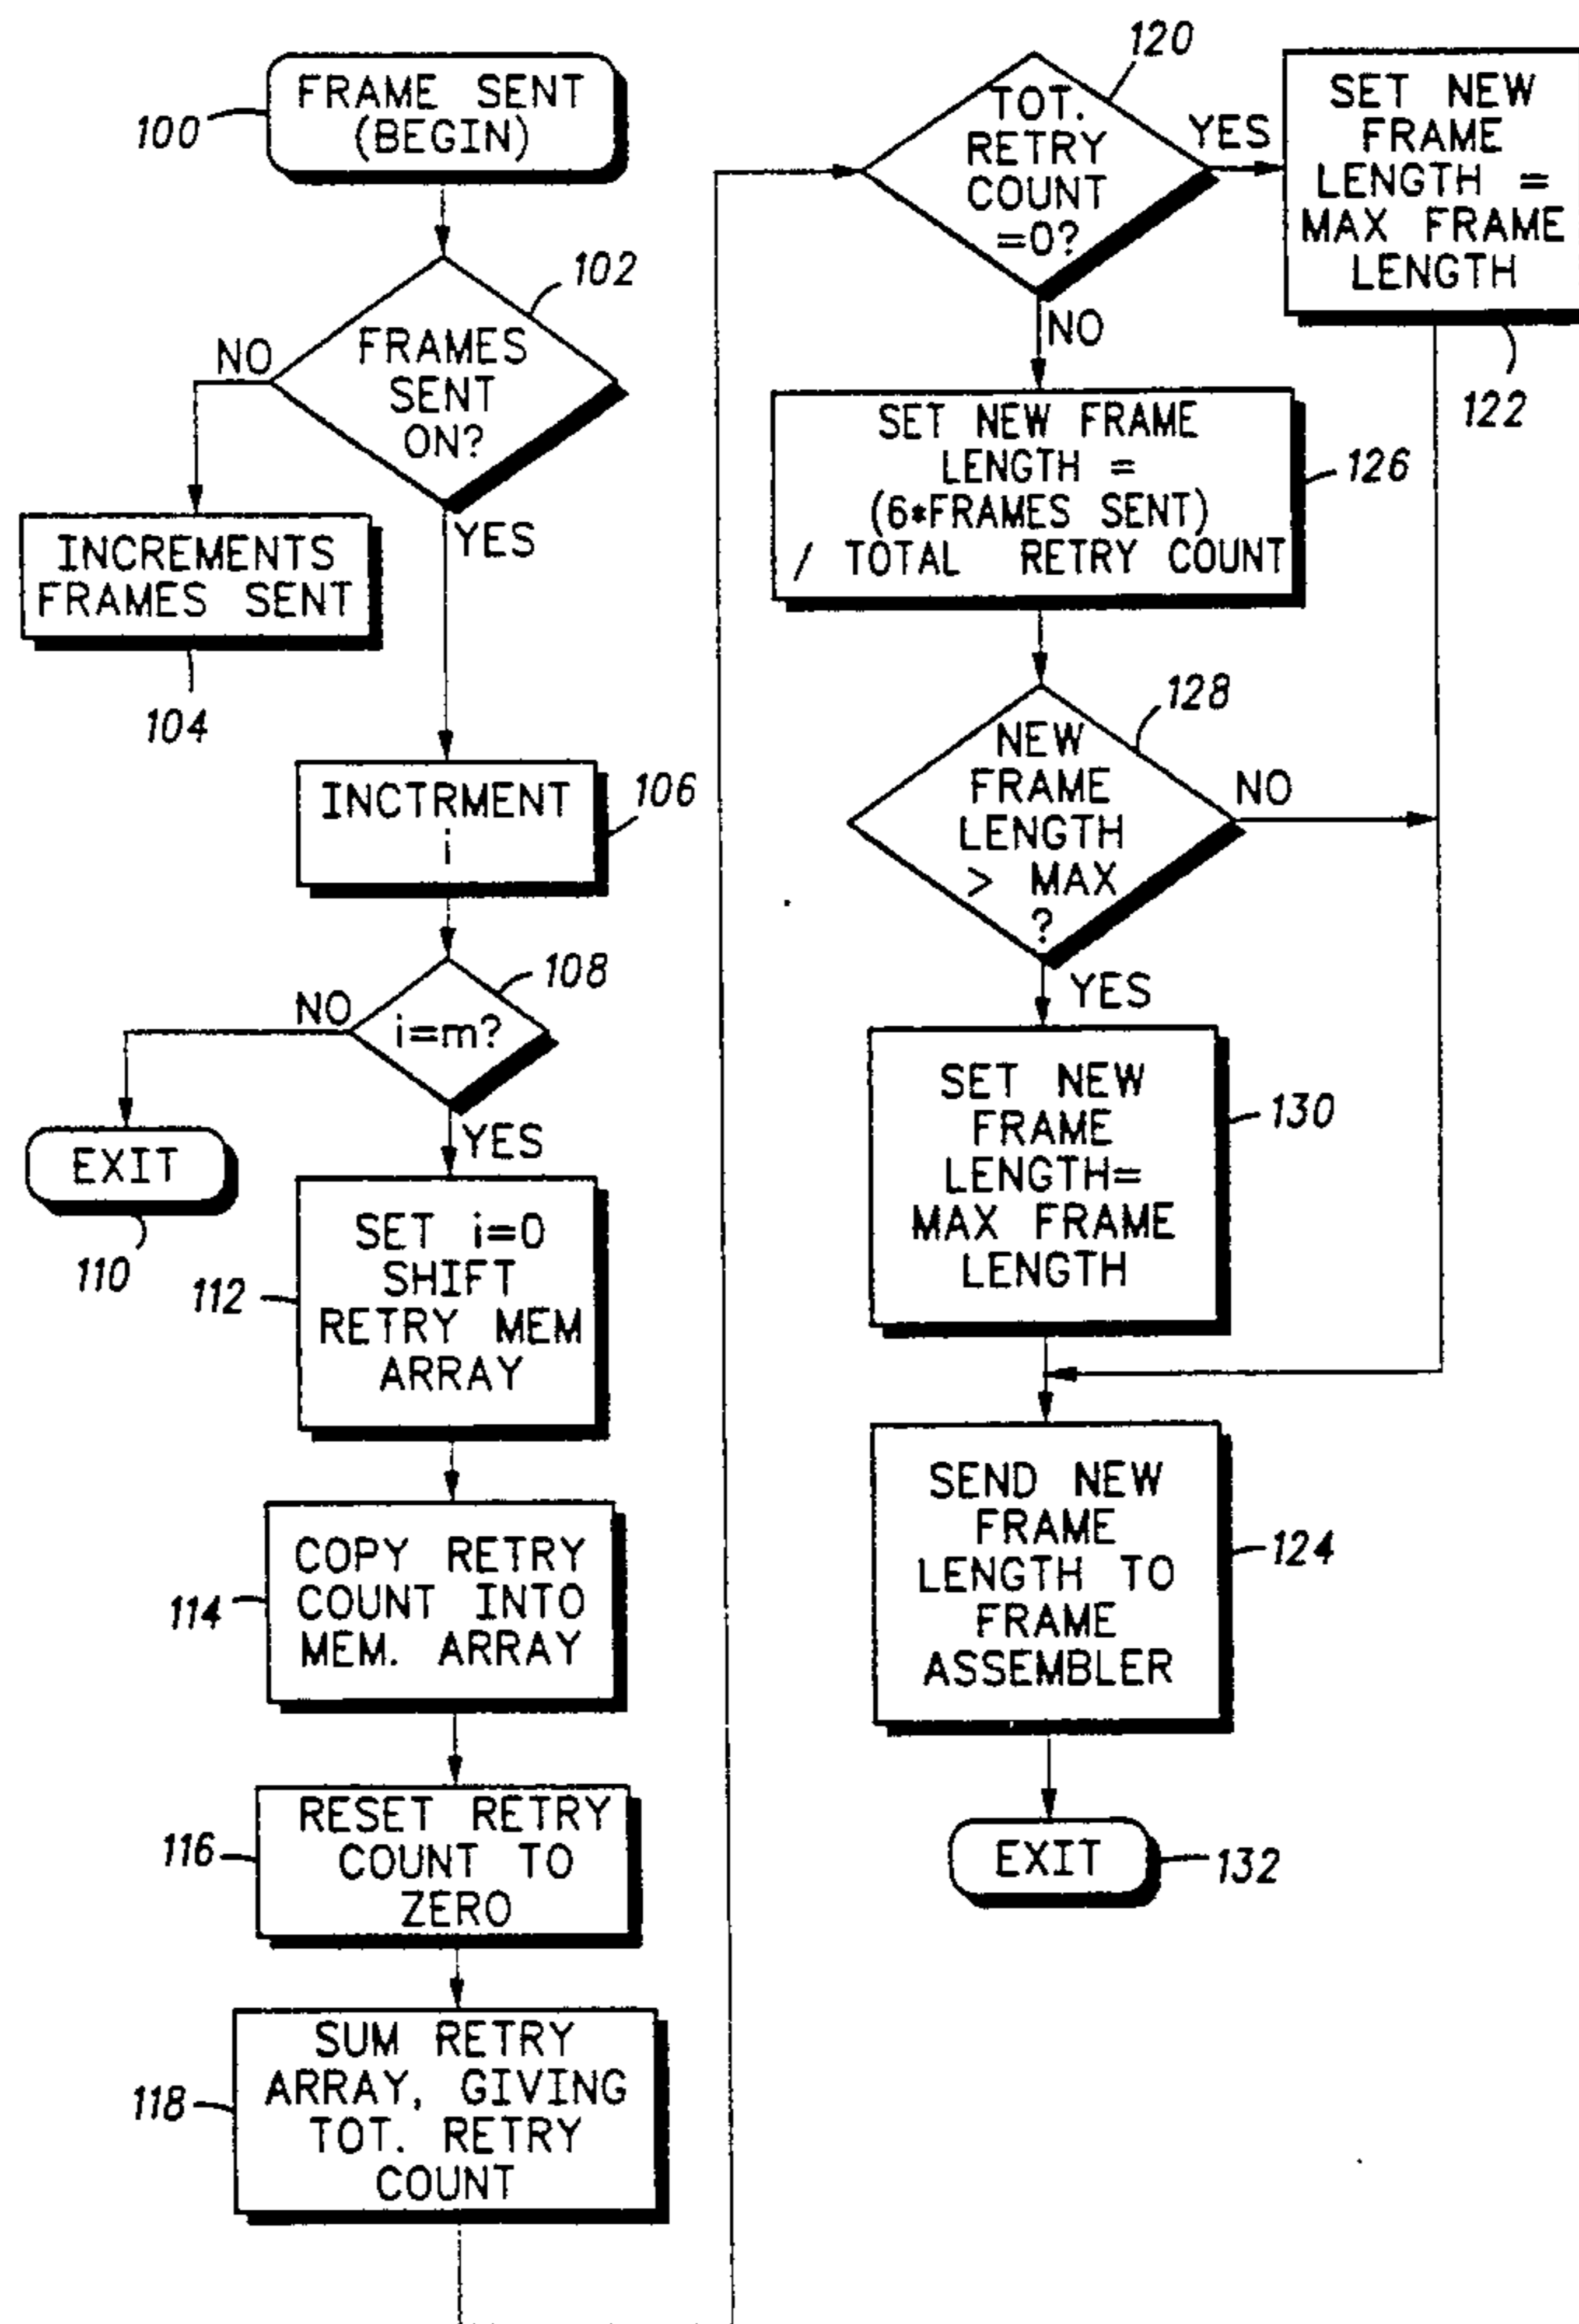 FRAME SENT
(BEGIN)
100
102
FRAMES
SENT
ON?
NO
YES
INCREMENTS
FRAMES SENT
104
INCTRMENT
i
106
108
i=m?
NO
YES
EXIT
110
SET i=0
SHIFT
RETRY MEM
ARRAY
112
COPY RETRY
COUNT INTO
MEM. ARRAY
114
RESET RETRY
COUNT TO
ZERO
116
SUM RETRY
ARRAY, GIVING
TOT. RETRY
COUNT
118
120
TOT.
RETRY
COUNT
=0?
YES
NO
SET NEW
FRAME
LENGTH =
MAX FRAME
LENGTH
122
SET NEW FRAME
LENGTH =
(6*FRAMES SENT)
/ TOTAL RETRY COUNT
126
128
NEW
FRAME
LENGTH
> MAX
?
NO
YES
SET NEW
FRAME
LENGTH=
MAX FRAME
LENGTH
130
SEND NEW
FRAME
LENGTH TO
FRAME
ASSEMBLER
124
EXIT
132